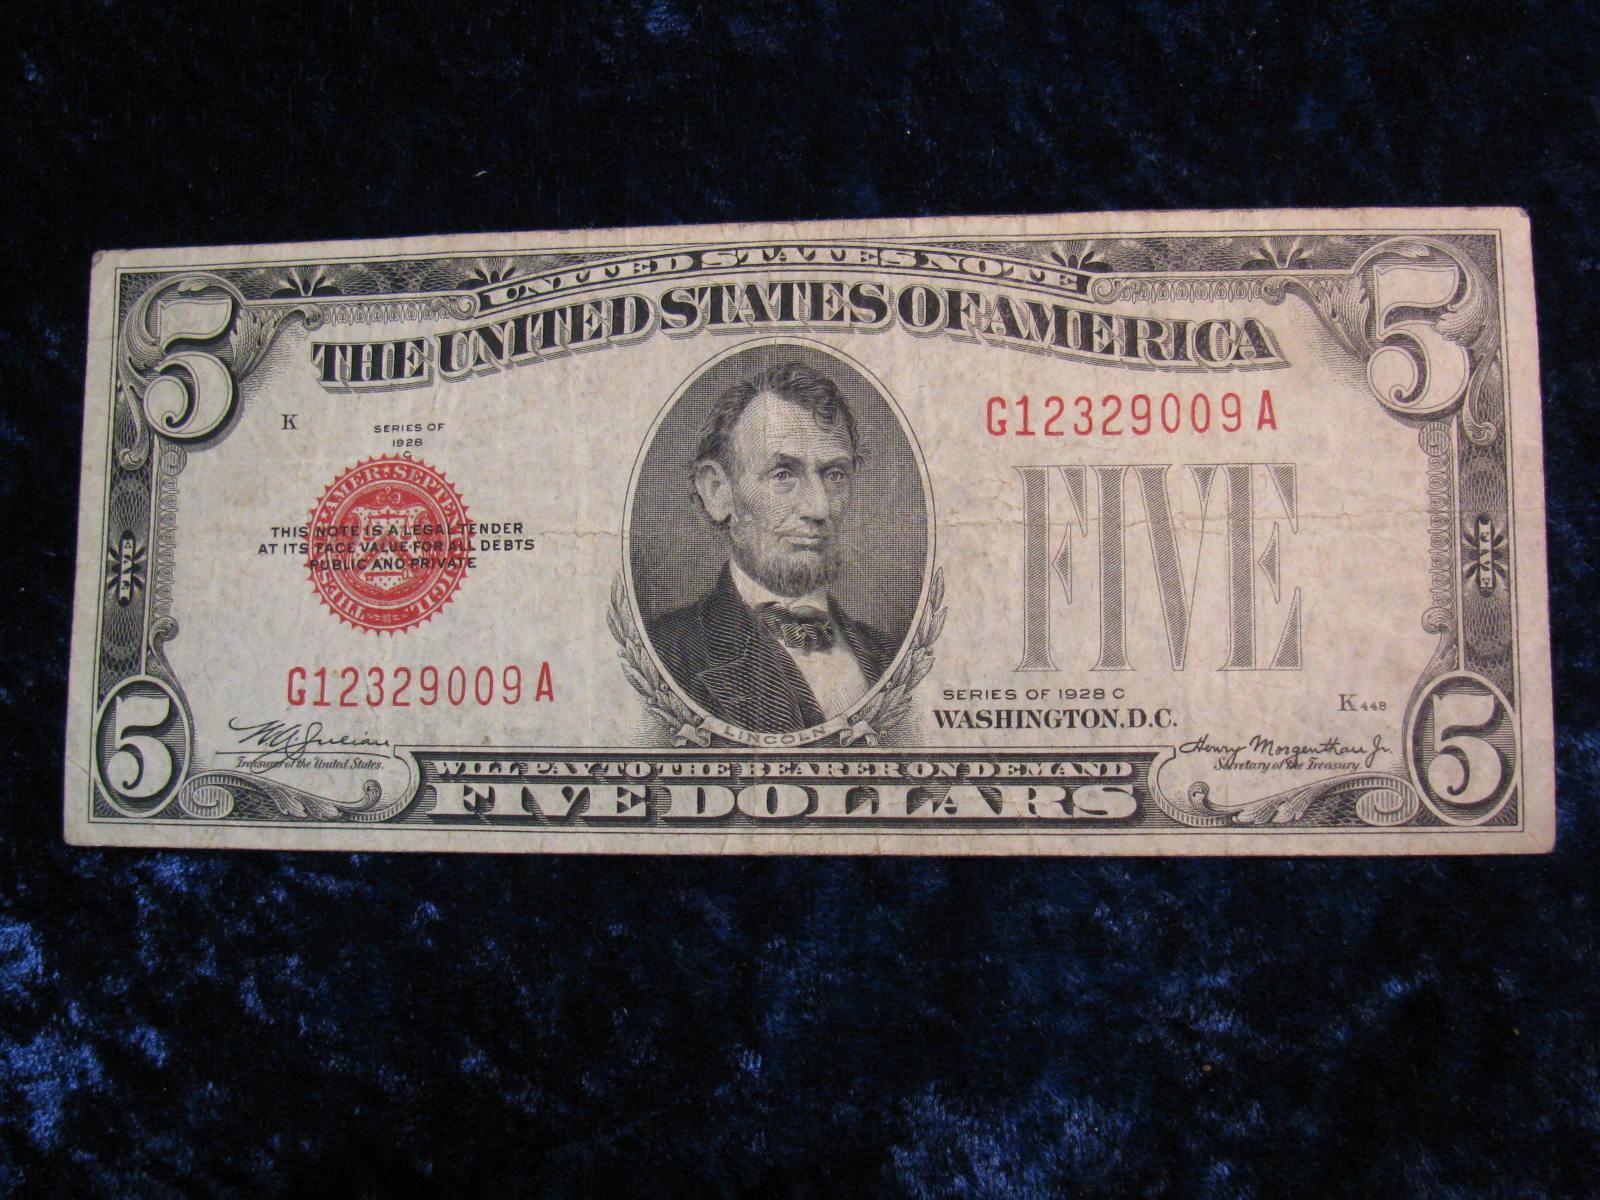 UNITED STATES NOTE
THE UNITED STATES OF AMERICA
5
5
K
SERIES OF
1928
C
G12329009A
FIVE
THIS NOTE IS A LEGAL TENDER
AT ITS FACE VALUE FOR ALL DEBTS
PUBLIC AND PRIVATE
FIVE
FIVE
G12329009A
SERIES OF 1928 C
WASHINGTON, D.C.
K448
LINCOLN
W A Julian
Treasurer of the United States.
Henry Morgenthau Jr.
Secretary of the Treasury.
5
5
WILL PAY TO THE BEARER ON DEMAND
FIVE DOLLARS